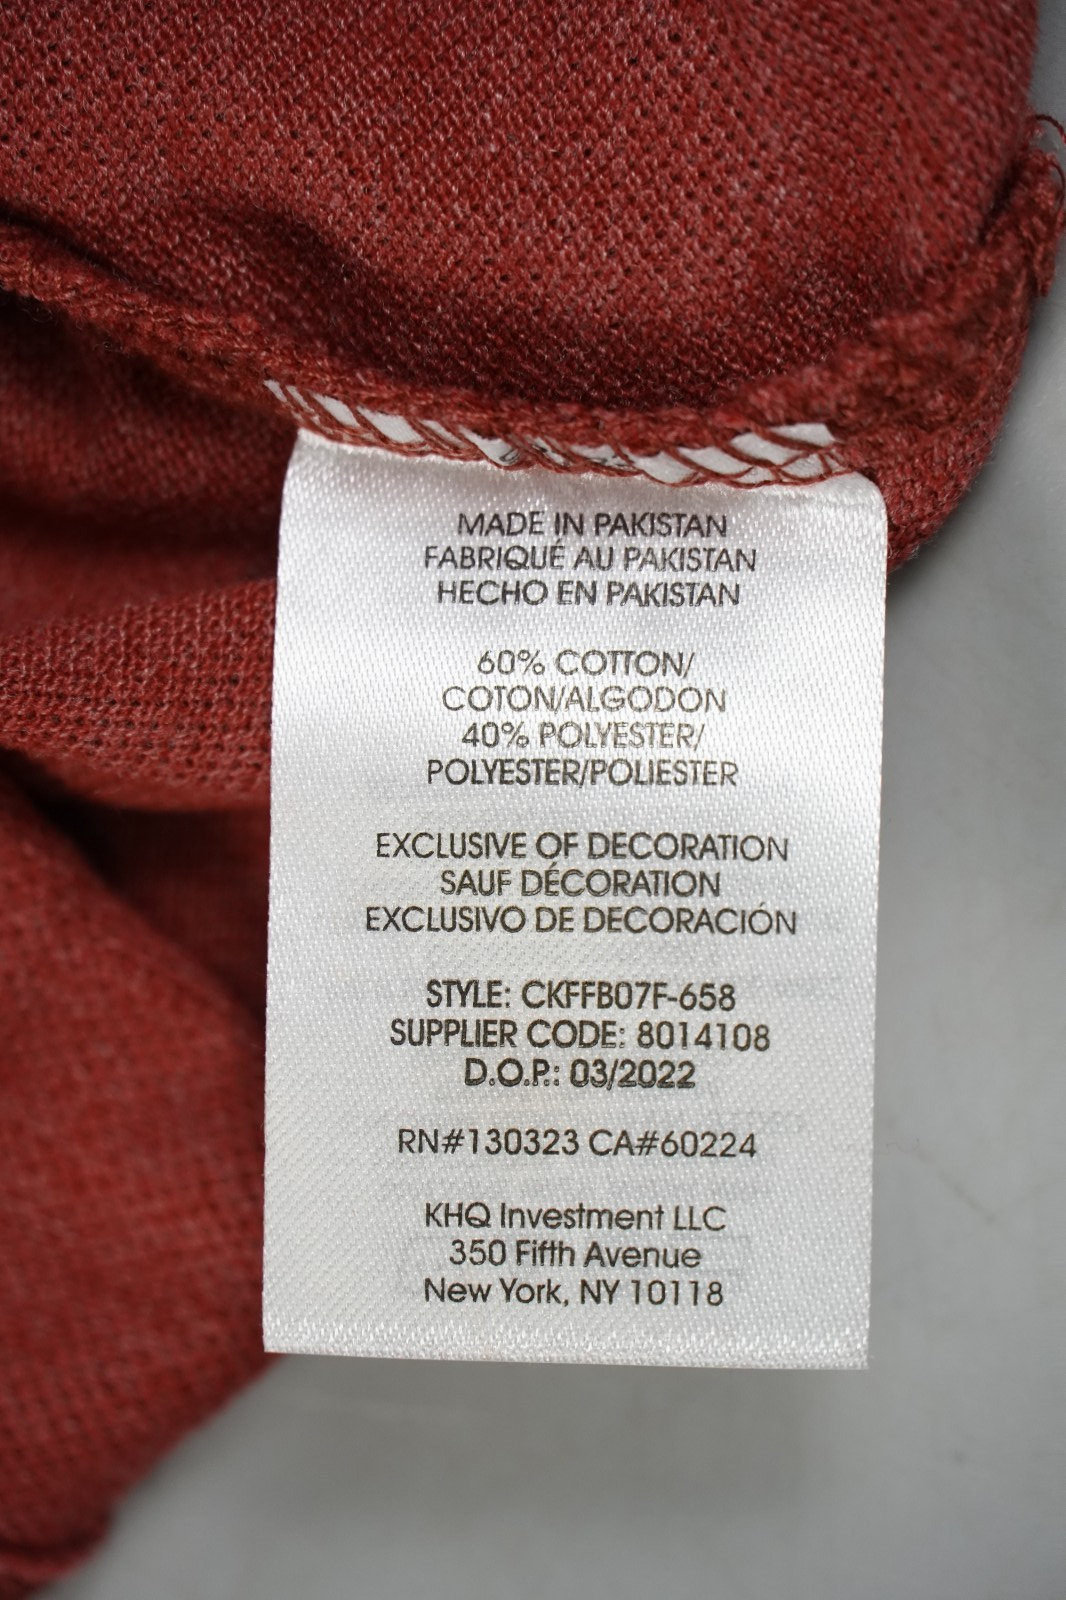 MADE IN PAKISTAN
FABRIQUÉ AU PAKISTAN
HECHO EN PAKISTAN
60% COTTON/
COTON/ALGODON
40% POLYESTER/
POLYESTER/POLIESTER
EXCLUSIVE OF DECORATION
SAUF DÉCORATION
EXCLUSIVO DE DECORACIÓN
STYLE: CKFFB07F-658
SUPPLIER CODE: 8014108
D.O.P.: 03/2022
RN#130323 CA#60224
KHQ Investment LLC
350 Fifth Avenue
New York, NY 10118